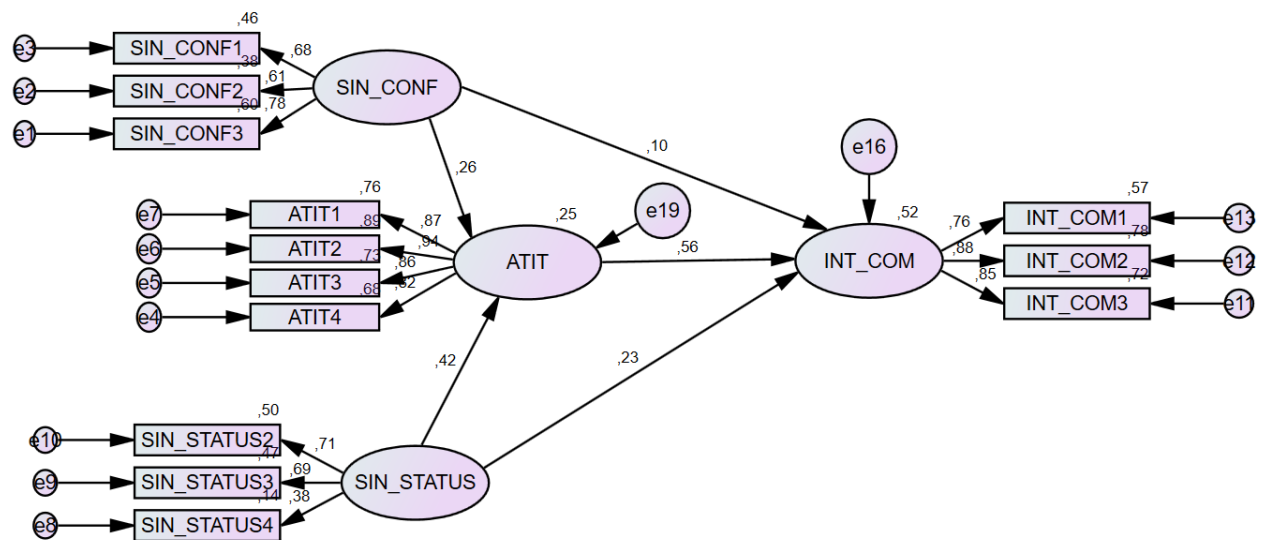 ,46
e3 SIN_CONF1 ,68
,38
e2 SIN_CONF2 ,61
,60 ,78
e1 SIN_CONF3
SIN_CONF
,10
e16
,26
,76
e7 ATIT1 ,87
,89
e6 ATIT2 ,94
,73
e5 ATIT3 ,86
,68 ,82
e4 ATIT4
,25
e19
ATIT
,56
,52
INT_COM
,57
,76 INT_COM1 e13
,78
,88 INT_COM2 e12
,72
,85 INT_COM3 e11
,42
,23
,50
e10 SIN_STATUS2 ,71
,47
e9 SIN_STATUS3 ,69
,14 ,38
e8 SIN_STATUS4
SIN_STATUS